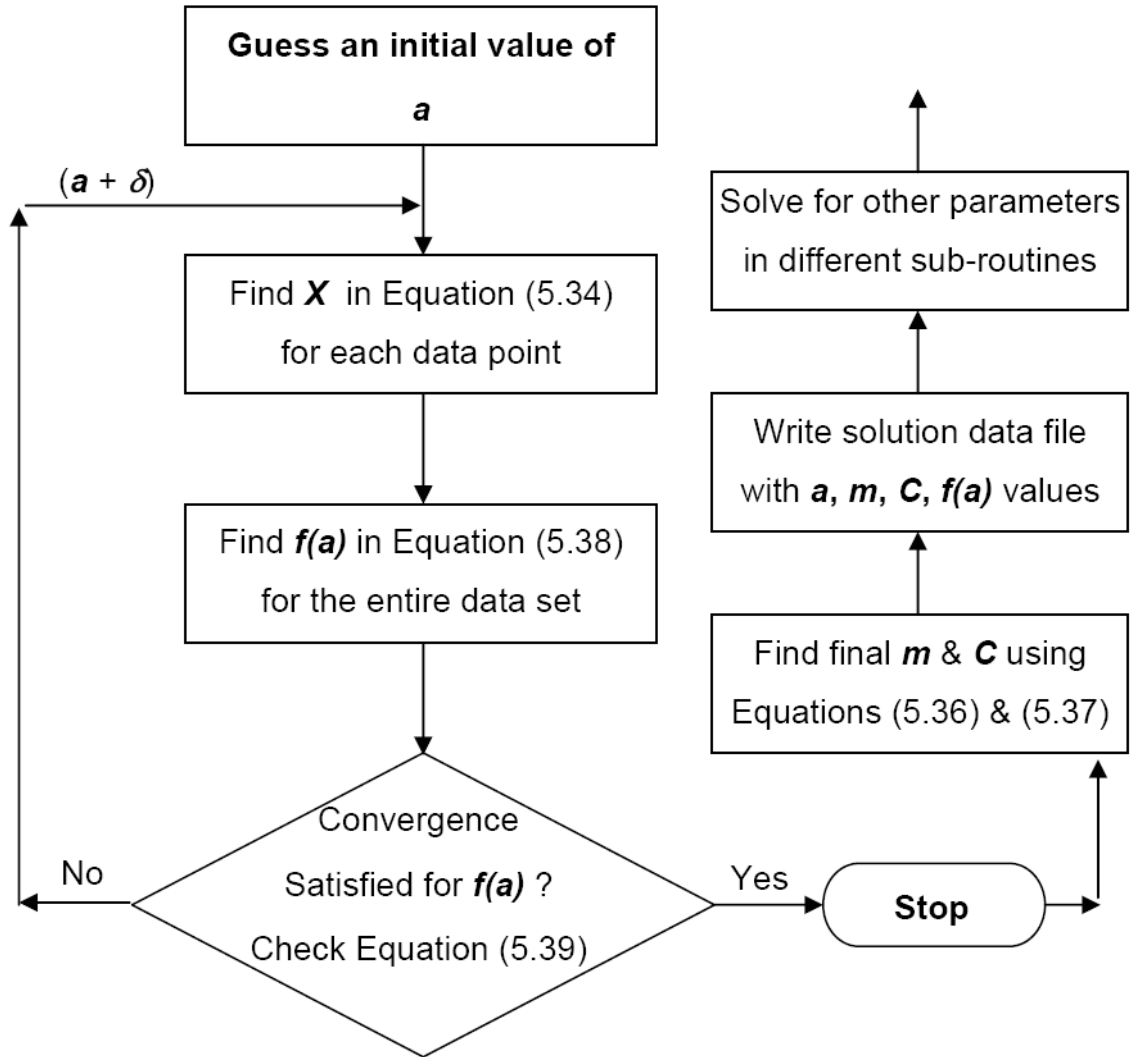 Guess an initial value of
a
(a + δ)
Find X in Equation (5.34)
for each data point
Find f(a) in Equation (5.38)
for the entire data set
Convergence
Satisfied for f(a) ?
Check Equation (5.39)
No
Yes
Stop
Find final m & C using
Equations (5.36) & (5.37)
Write solution data file
with a, m, C, f(a) values
Solve for other parameters
in different sub-routines